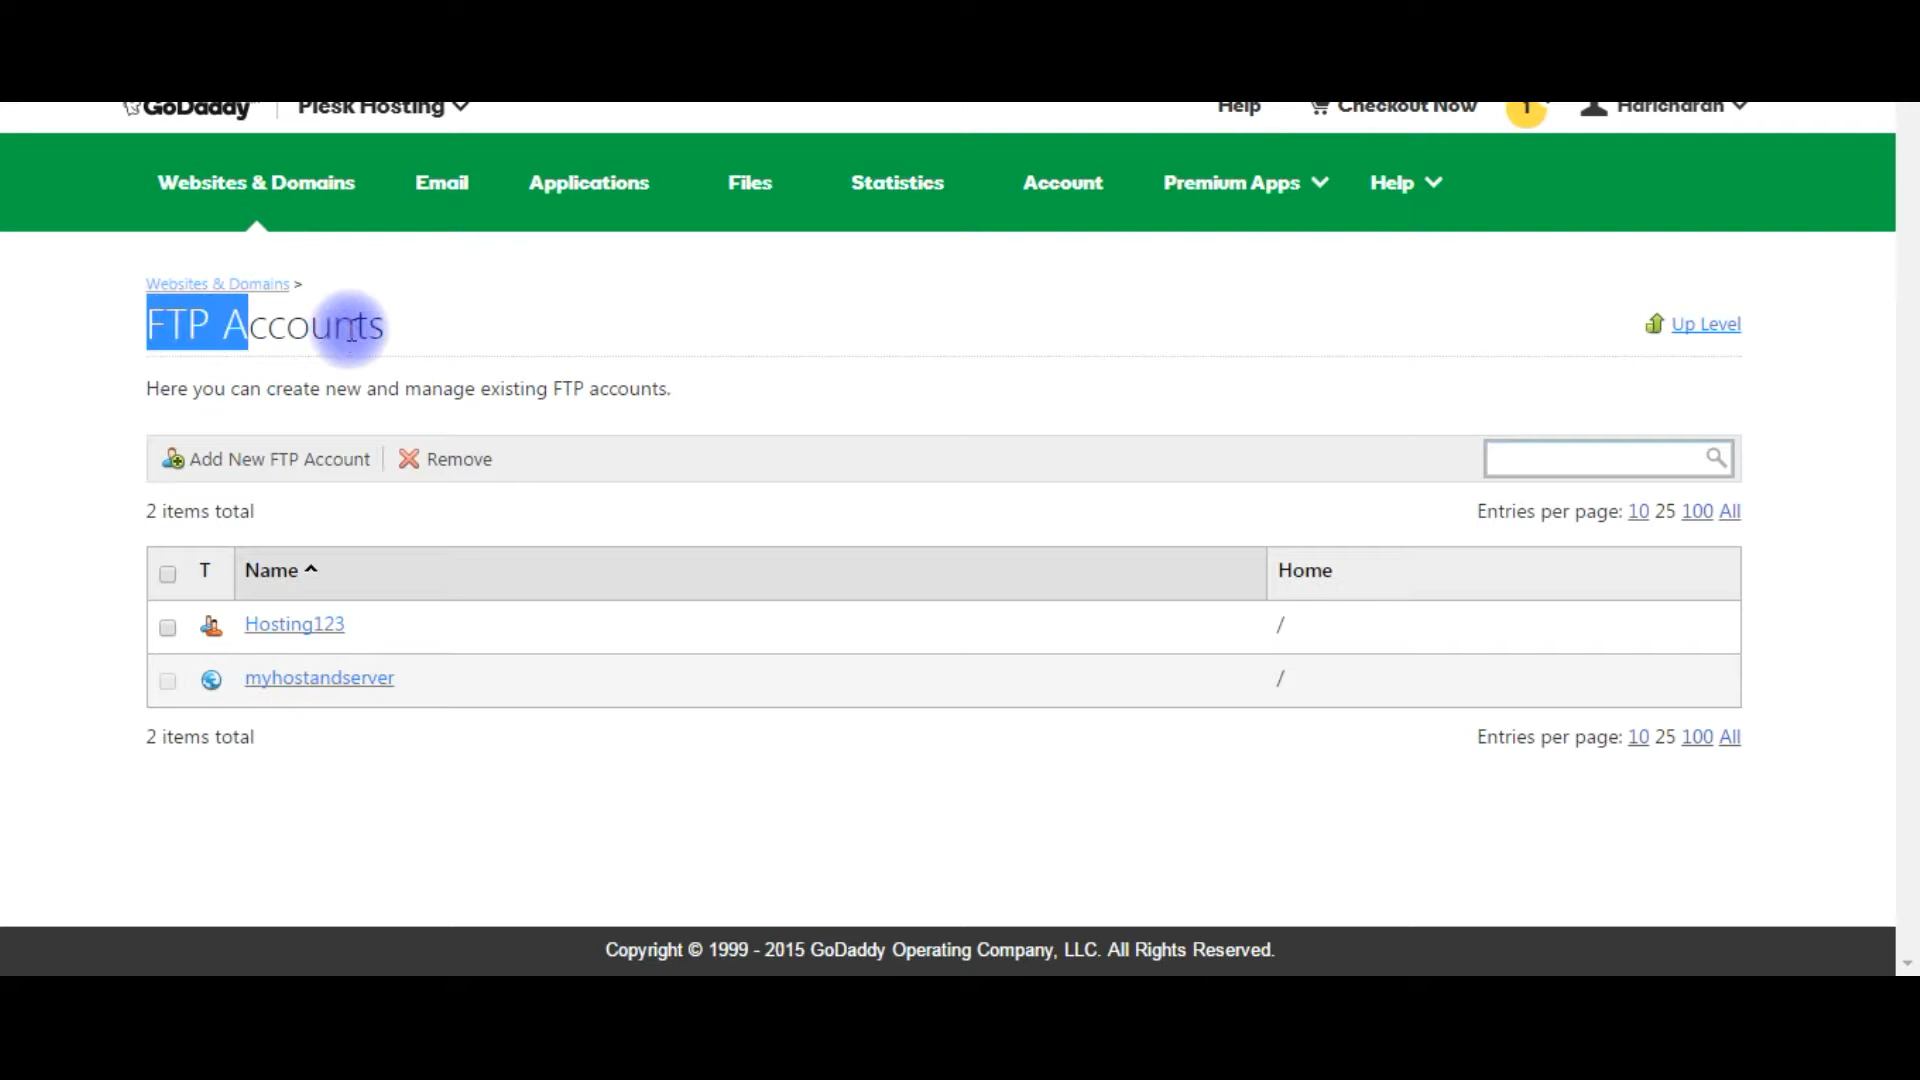 GoDaddy Plesk Hosting Help Checkout Now 1 Haricharan
Websites & Domains Email Applications Files Statistics Account Premium Apps Help
Websites & Domains >
FTP Accounts Up Level
Here you can create new and manage existing FTP accounts.
Add New FTP Account Remove
2 items total Entries per page: 10 25 100 All
T Name Home
Hosting123 /
myhostandserver /
2 items total Entries per page: 10 25 100 All
Copyright © 1999 - 2015 GoDaddy Operating Company, LLC. All Rights Reserved.